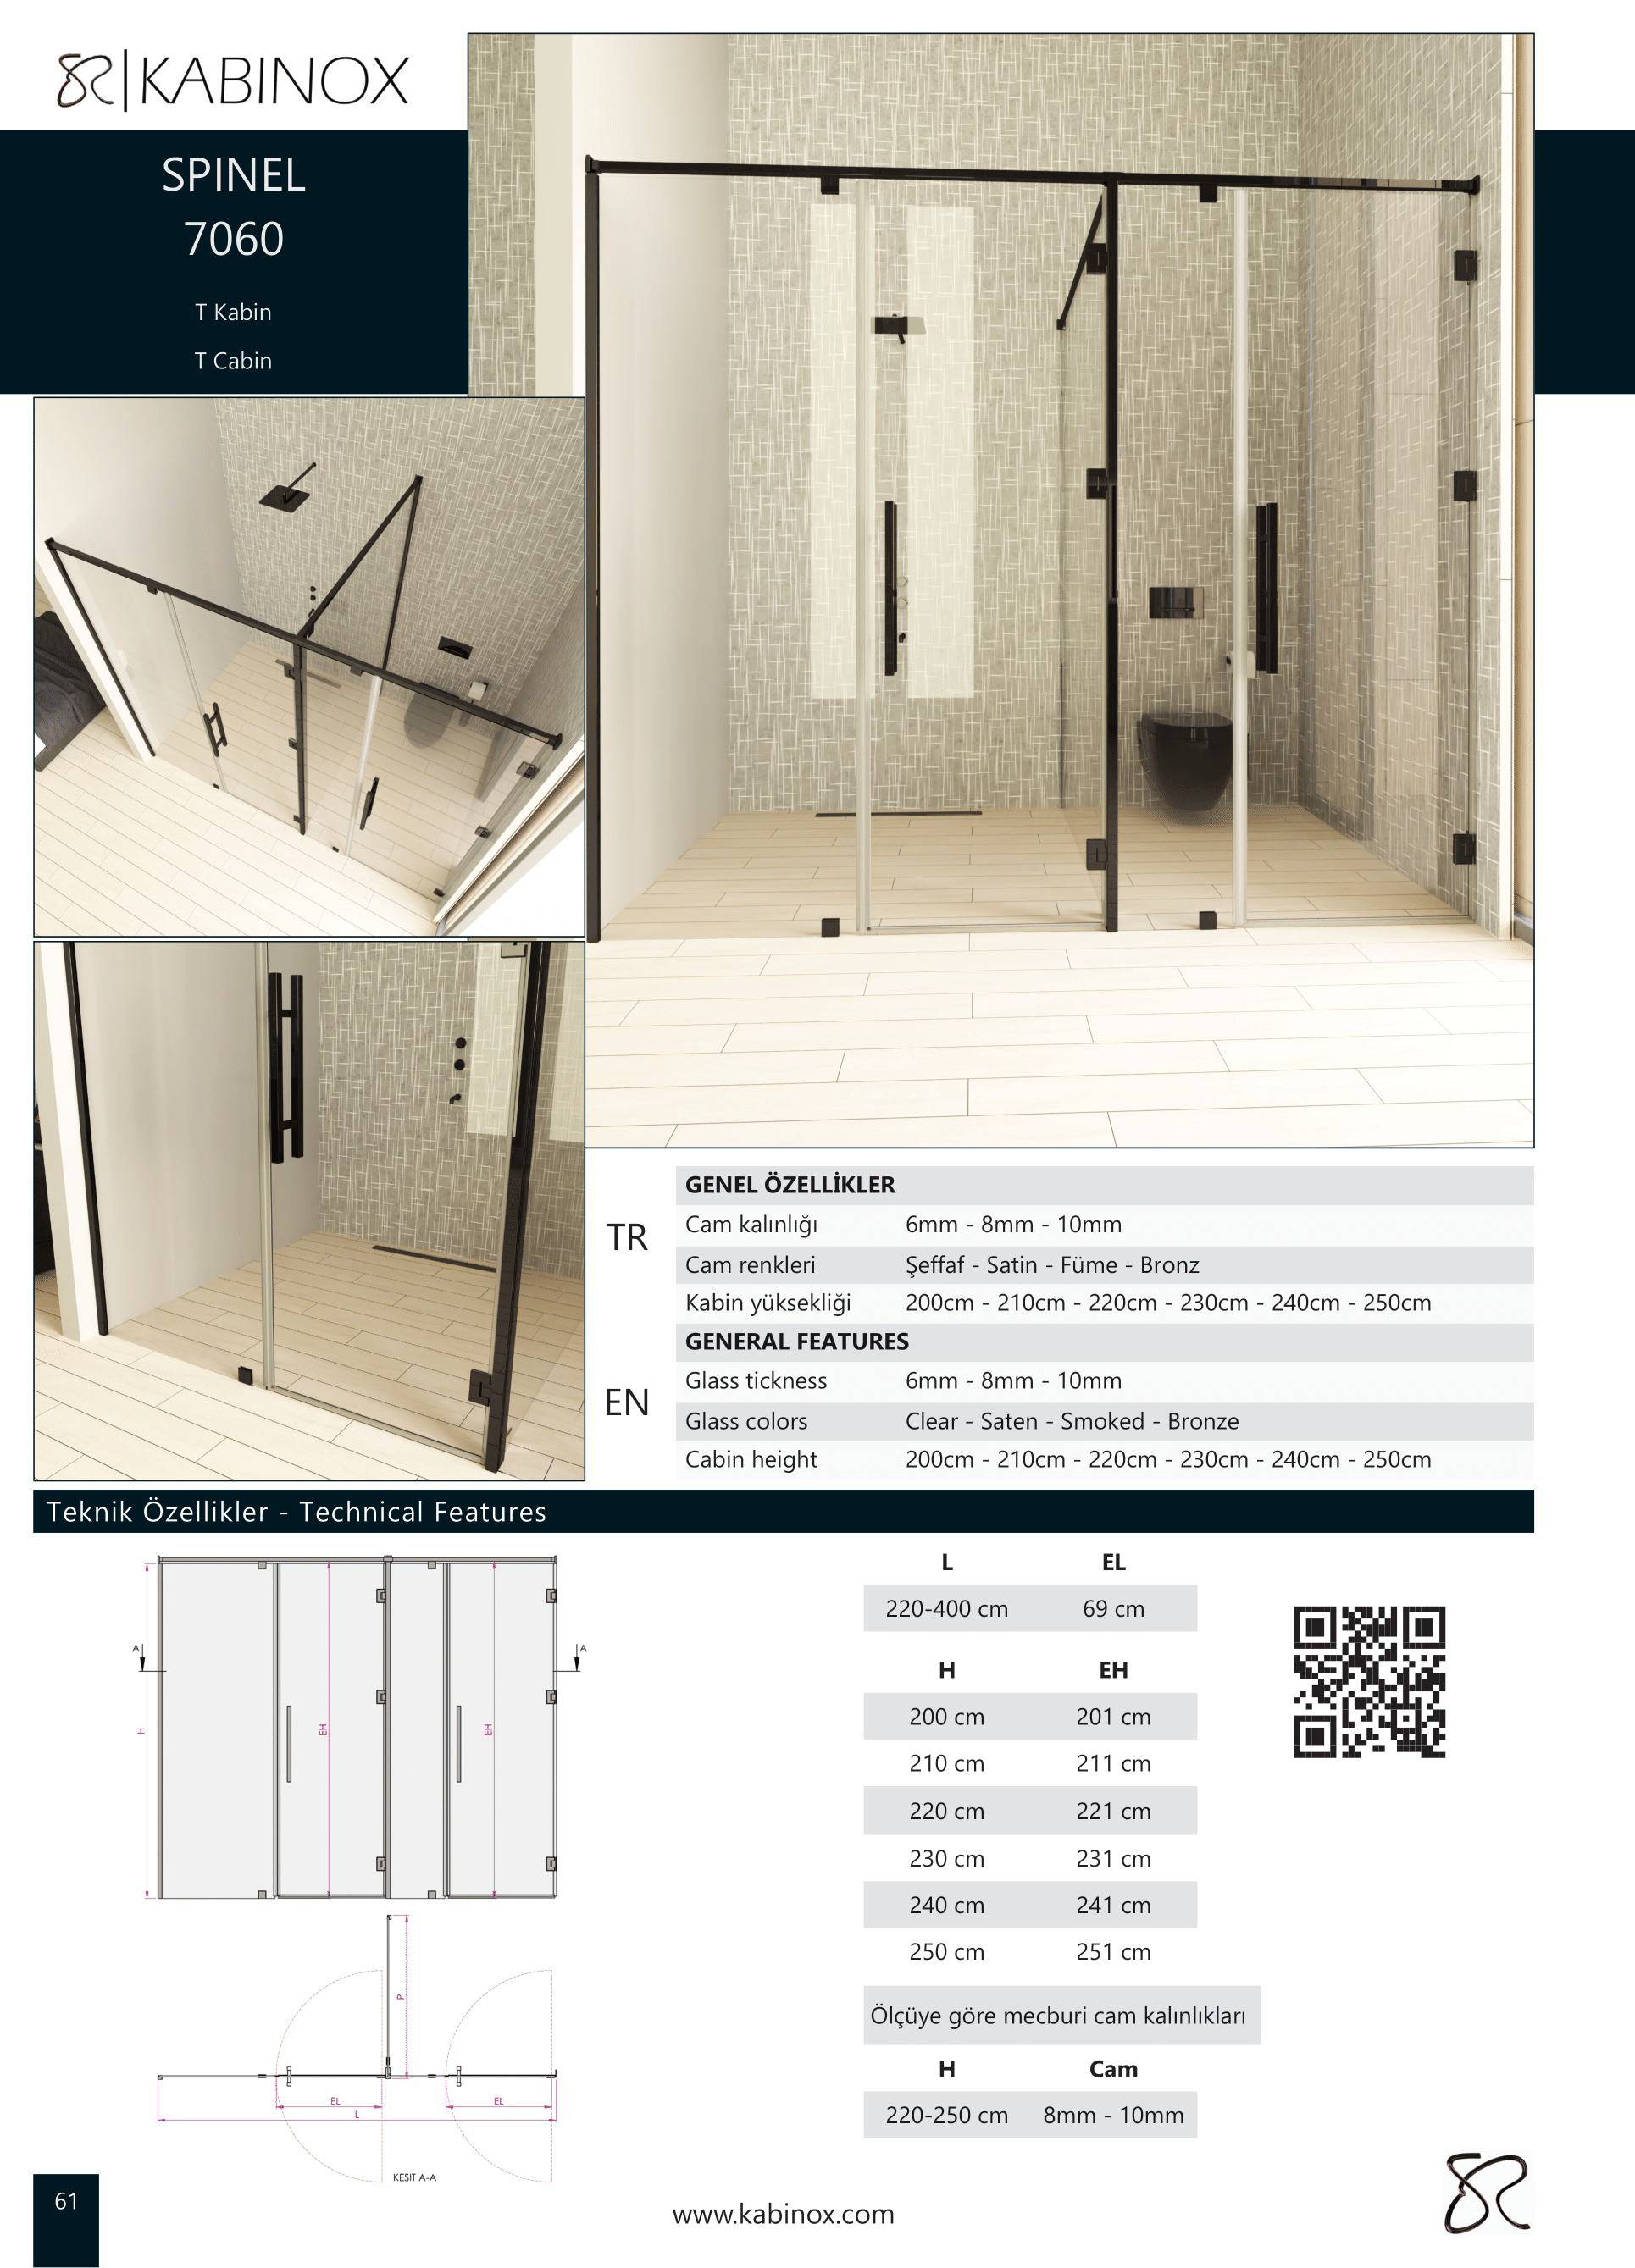 KABINOX
SPINEL
7060
T Kabin
T Cabin
TR
GENEL ÖZELLİKLER
Cam kalınlığı 6mm - 8mm - 10mm
Cam renkleri Şeffaf - Satin - Füme - Bronz
Kabin yüksekliği 200cm - 210cm - 220cm - 230cm - 240cm - 250cm
EN
GENERAL FEATURES
Glass tickness 6mm - 8mm - 10mm
Glass colors Clear - Saten - Smoked - Bronze
Cabin height 200cm - 210cm - 220cm - 230cm - 240cm - 250cm
Teknik Özellikler - Technical Features
A A
H EH EH
P
EL EL
L
KESIT A-A
L EL
220-400 cm 69 cm
H EH
200 cm 201 cm
210 cm 211 cm
220 cm 221 cm
230 cm 231 cm
240 cm 241 cm
250 cm 251 cm
Ölçüye göre mecburi cam kalınlıkları
H Cam
220-250 cm 8mm - 10mm
61
www.kabinox.com